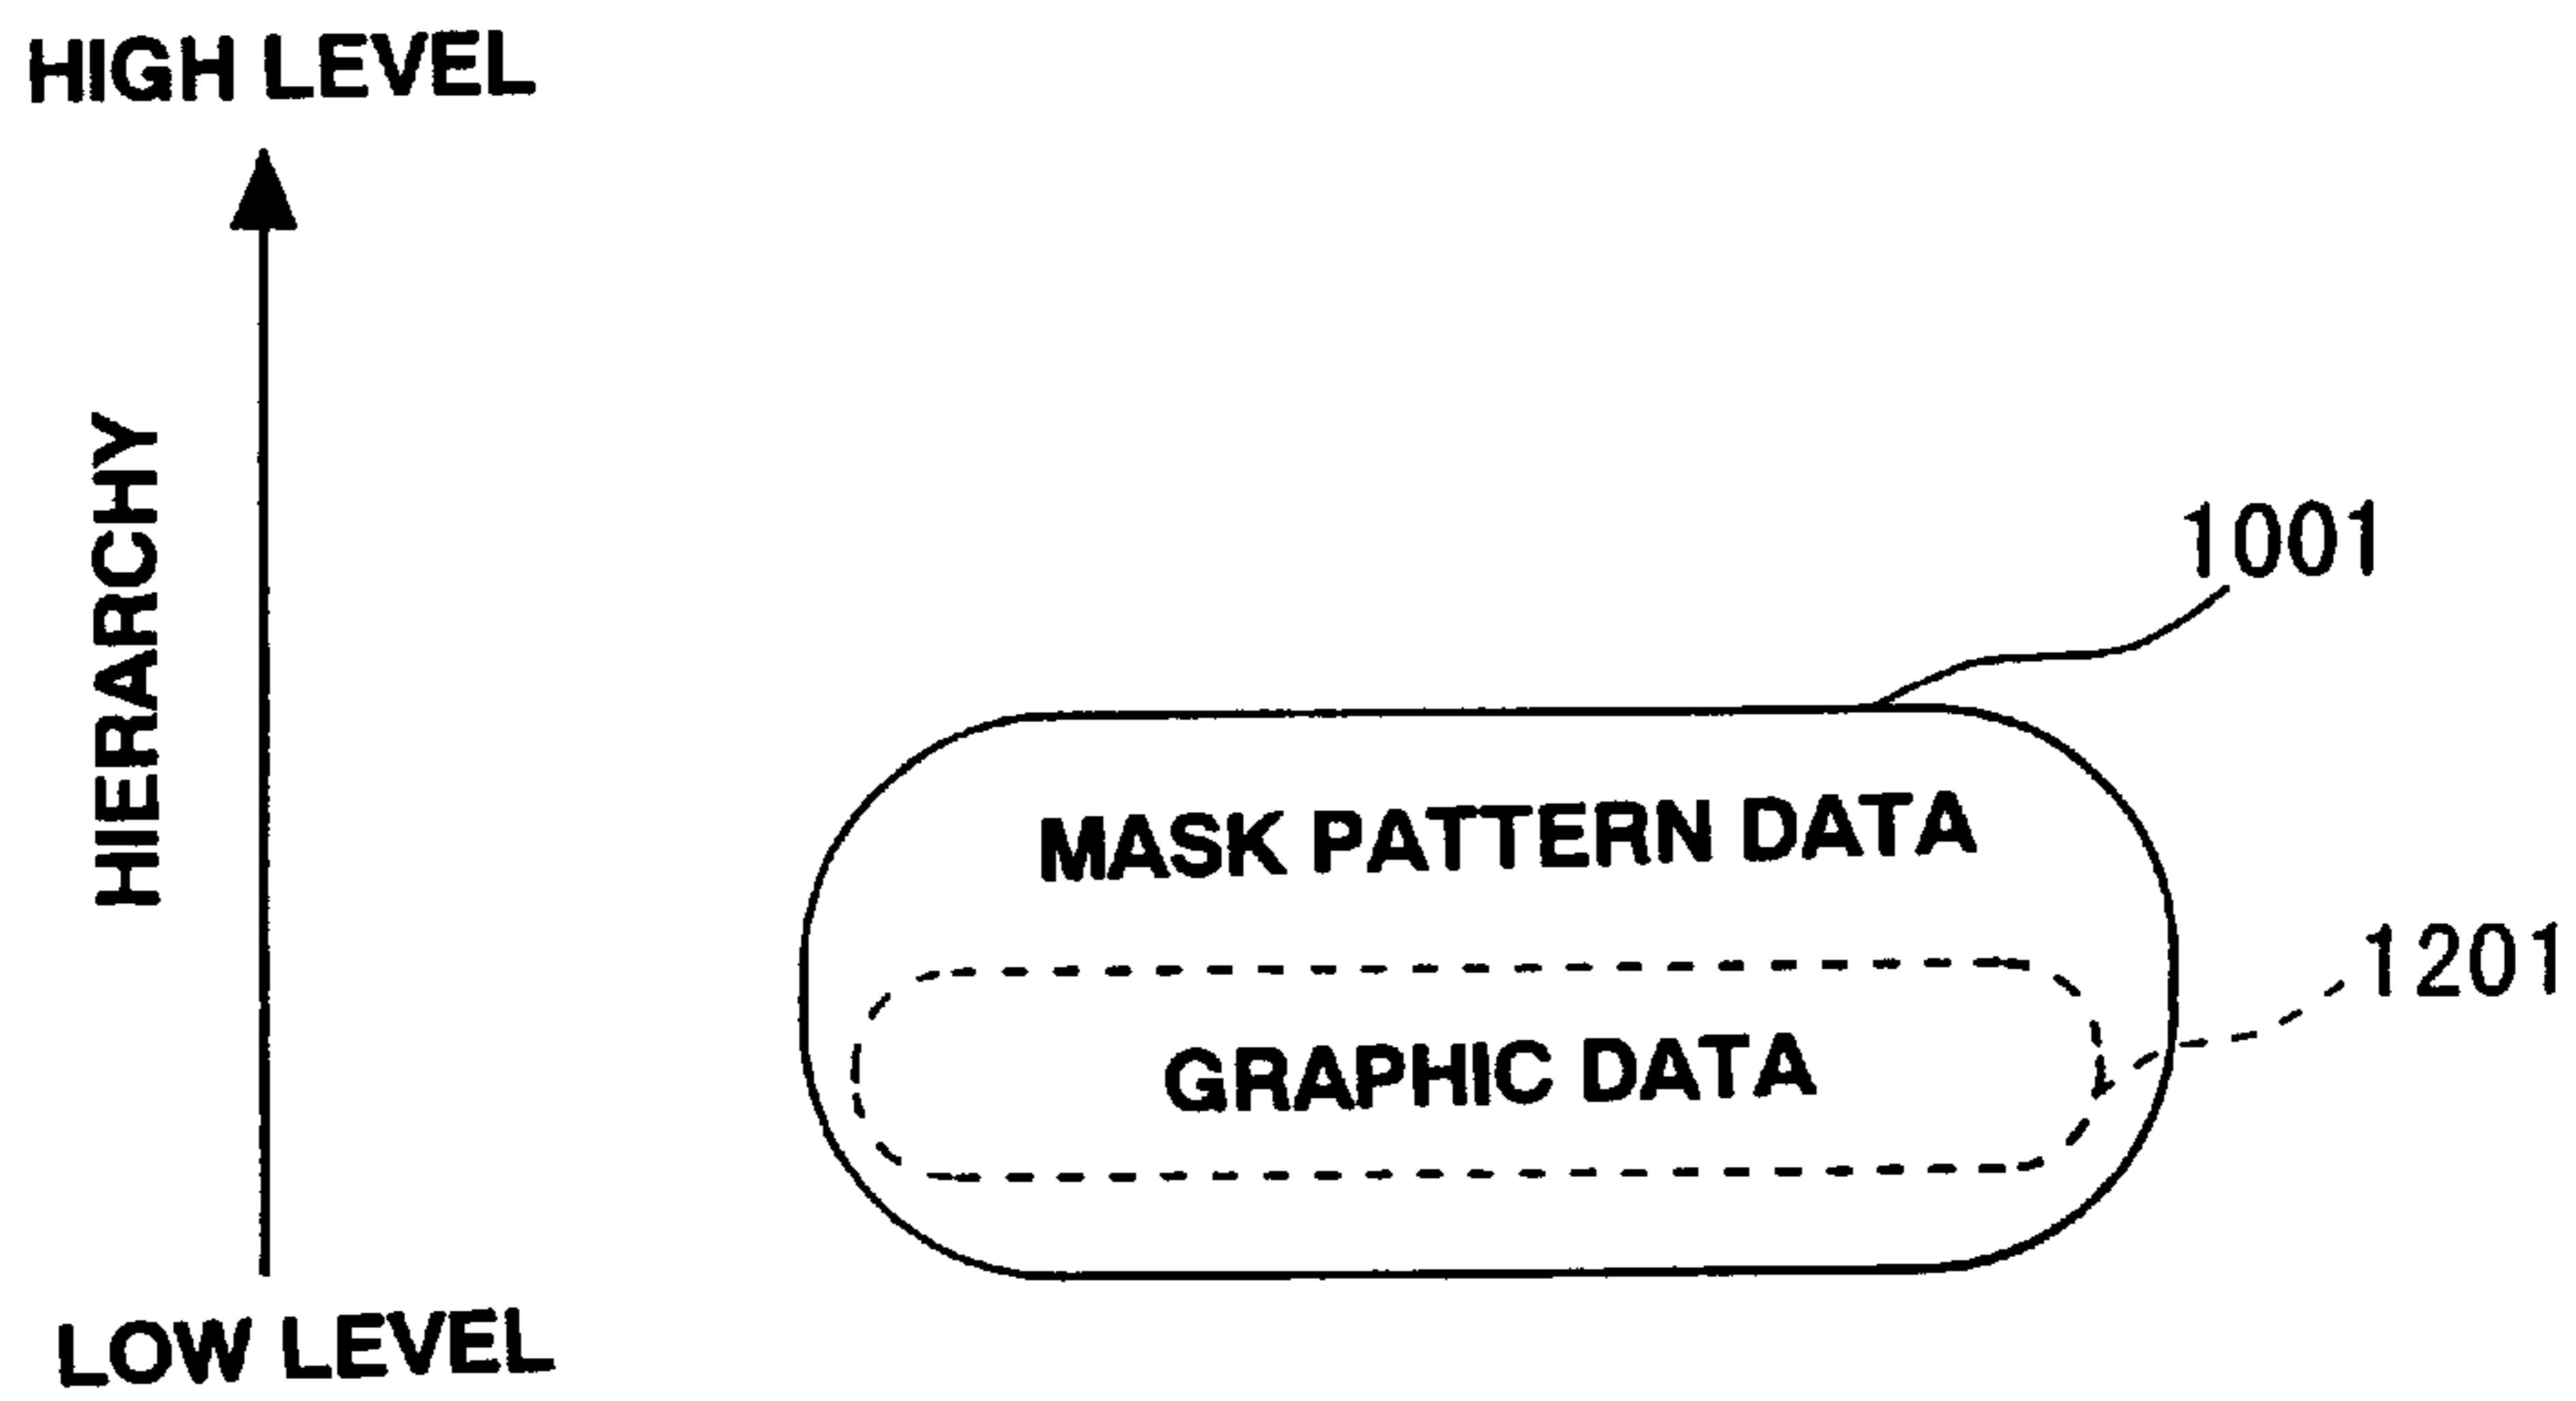 HIGH LEVEL
HIERARCHY
1001
MASK PATTERN DATA
1201
GRAPHIC DATA
LOW LEVEL